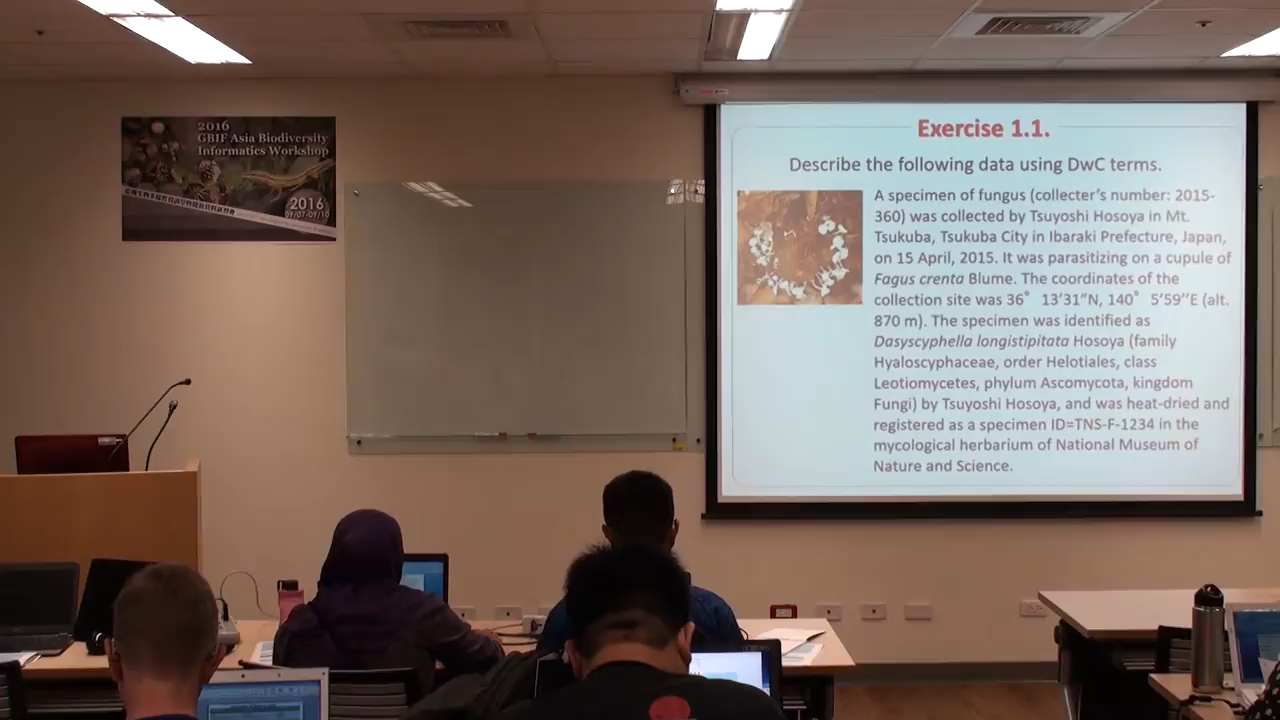 2016
GBIF Asia Biodiversity
Informatics Workshop
2016
09/07-09/10
Exercise 1.1.
Describe the following data using DwC terms.
A specimen of fungus (collecter's number: 2015-
360) was collected by Tsuyoshi Hosoya in Mt.
Tsukuba, Tsukuba City in Ibaraki Prefecture, Japan,
on 15 April, 2015. It was parasitizing on a cupule of
Fagus crenta Blume. The coordinates of the
collection site was 36° 13'31"N, 140° 5'59''E (alt.
870 m). The specimen was identified as
Dasyscyphella longistipitata Hosoya (family
Hyaloscyphaceae, order Helotiales, class
Leotiomycetes, phylum Ascomycota, kingdom
Fungi) by Tsuyoshi Hosoya, and was heat-dried and
registered as a specimen ID=TNS-F-1234 in the
mycological herbarium of National Museum of
Nature and Science.